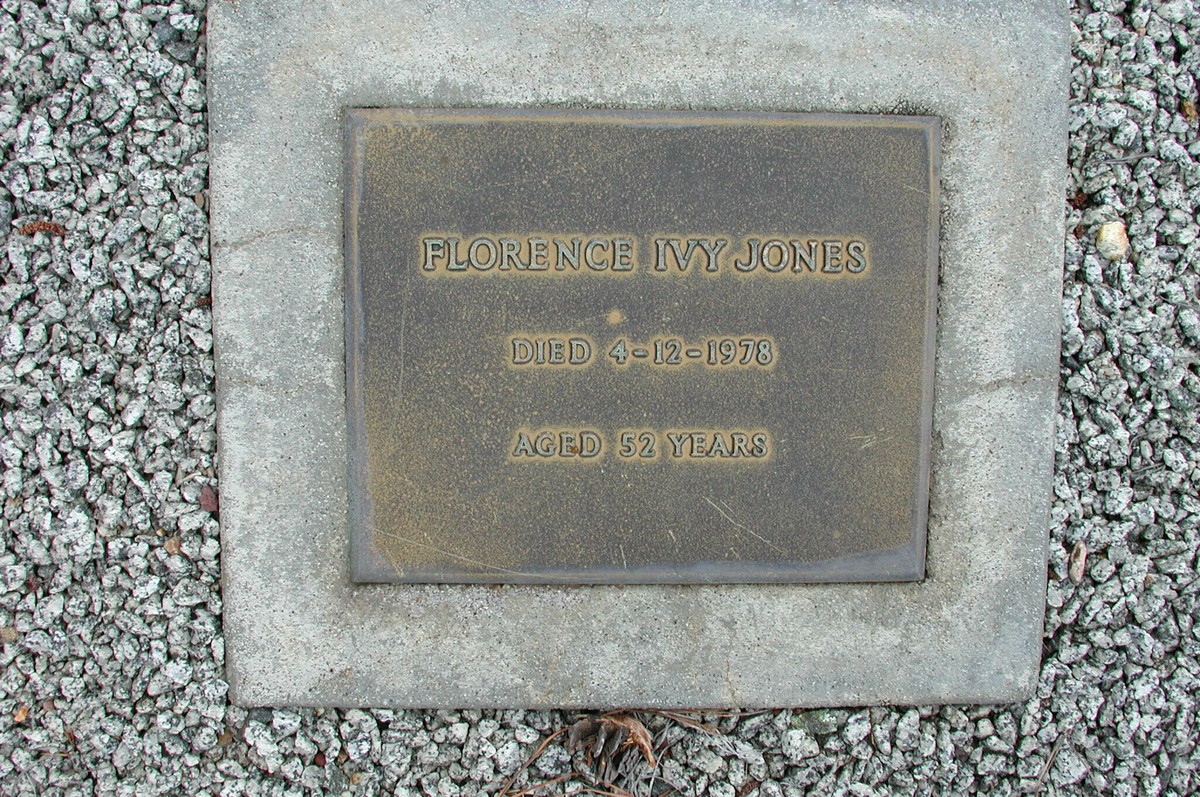 FLORENCE IVY JONES
DIED 4-12-1978
AGED 52 YEARS